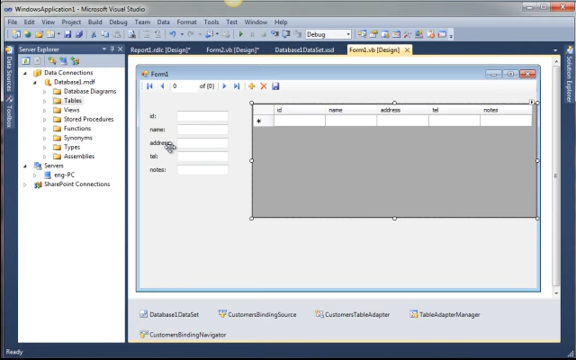 WindowsApplication1 - Microsoft Visual Studio
File Edit View Project Build Debug Team Data Format Tools Test Window Help
Debug
Server Explorer
Report1.rdlc [Design]* Form2.vb [Design]* Database1DataSet.xsd Form1.vb [Design]*
Data Sources
Toolbox
Data Connections
Database1.mdf
Database Diagrams
Tables
Views
Stored Procedures
Functions
Synonyms
Types
Assemblies
Servers
eng-PC
SharePoint Connections
Form1
0 of {0}
id:
name:
address:
tel:
notes:
id name address tel notes
Database1DataSet CustomersBindingSource CustomersTableAdapter TableAdapterManager
CustomersBindingNavigator
Ready